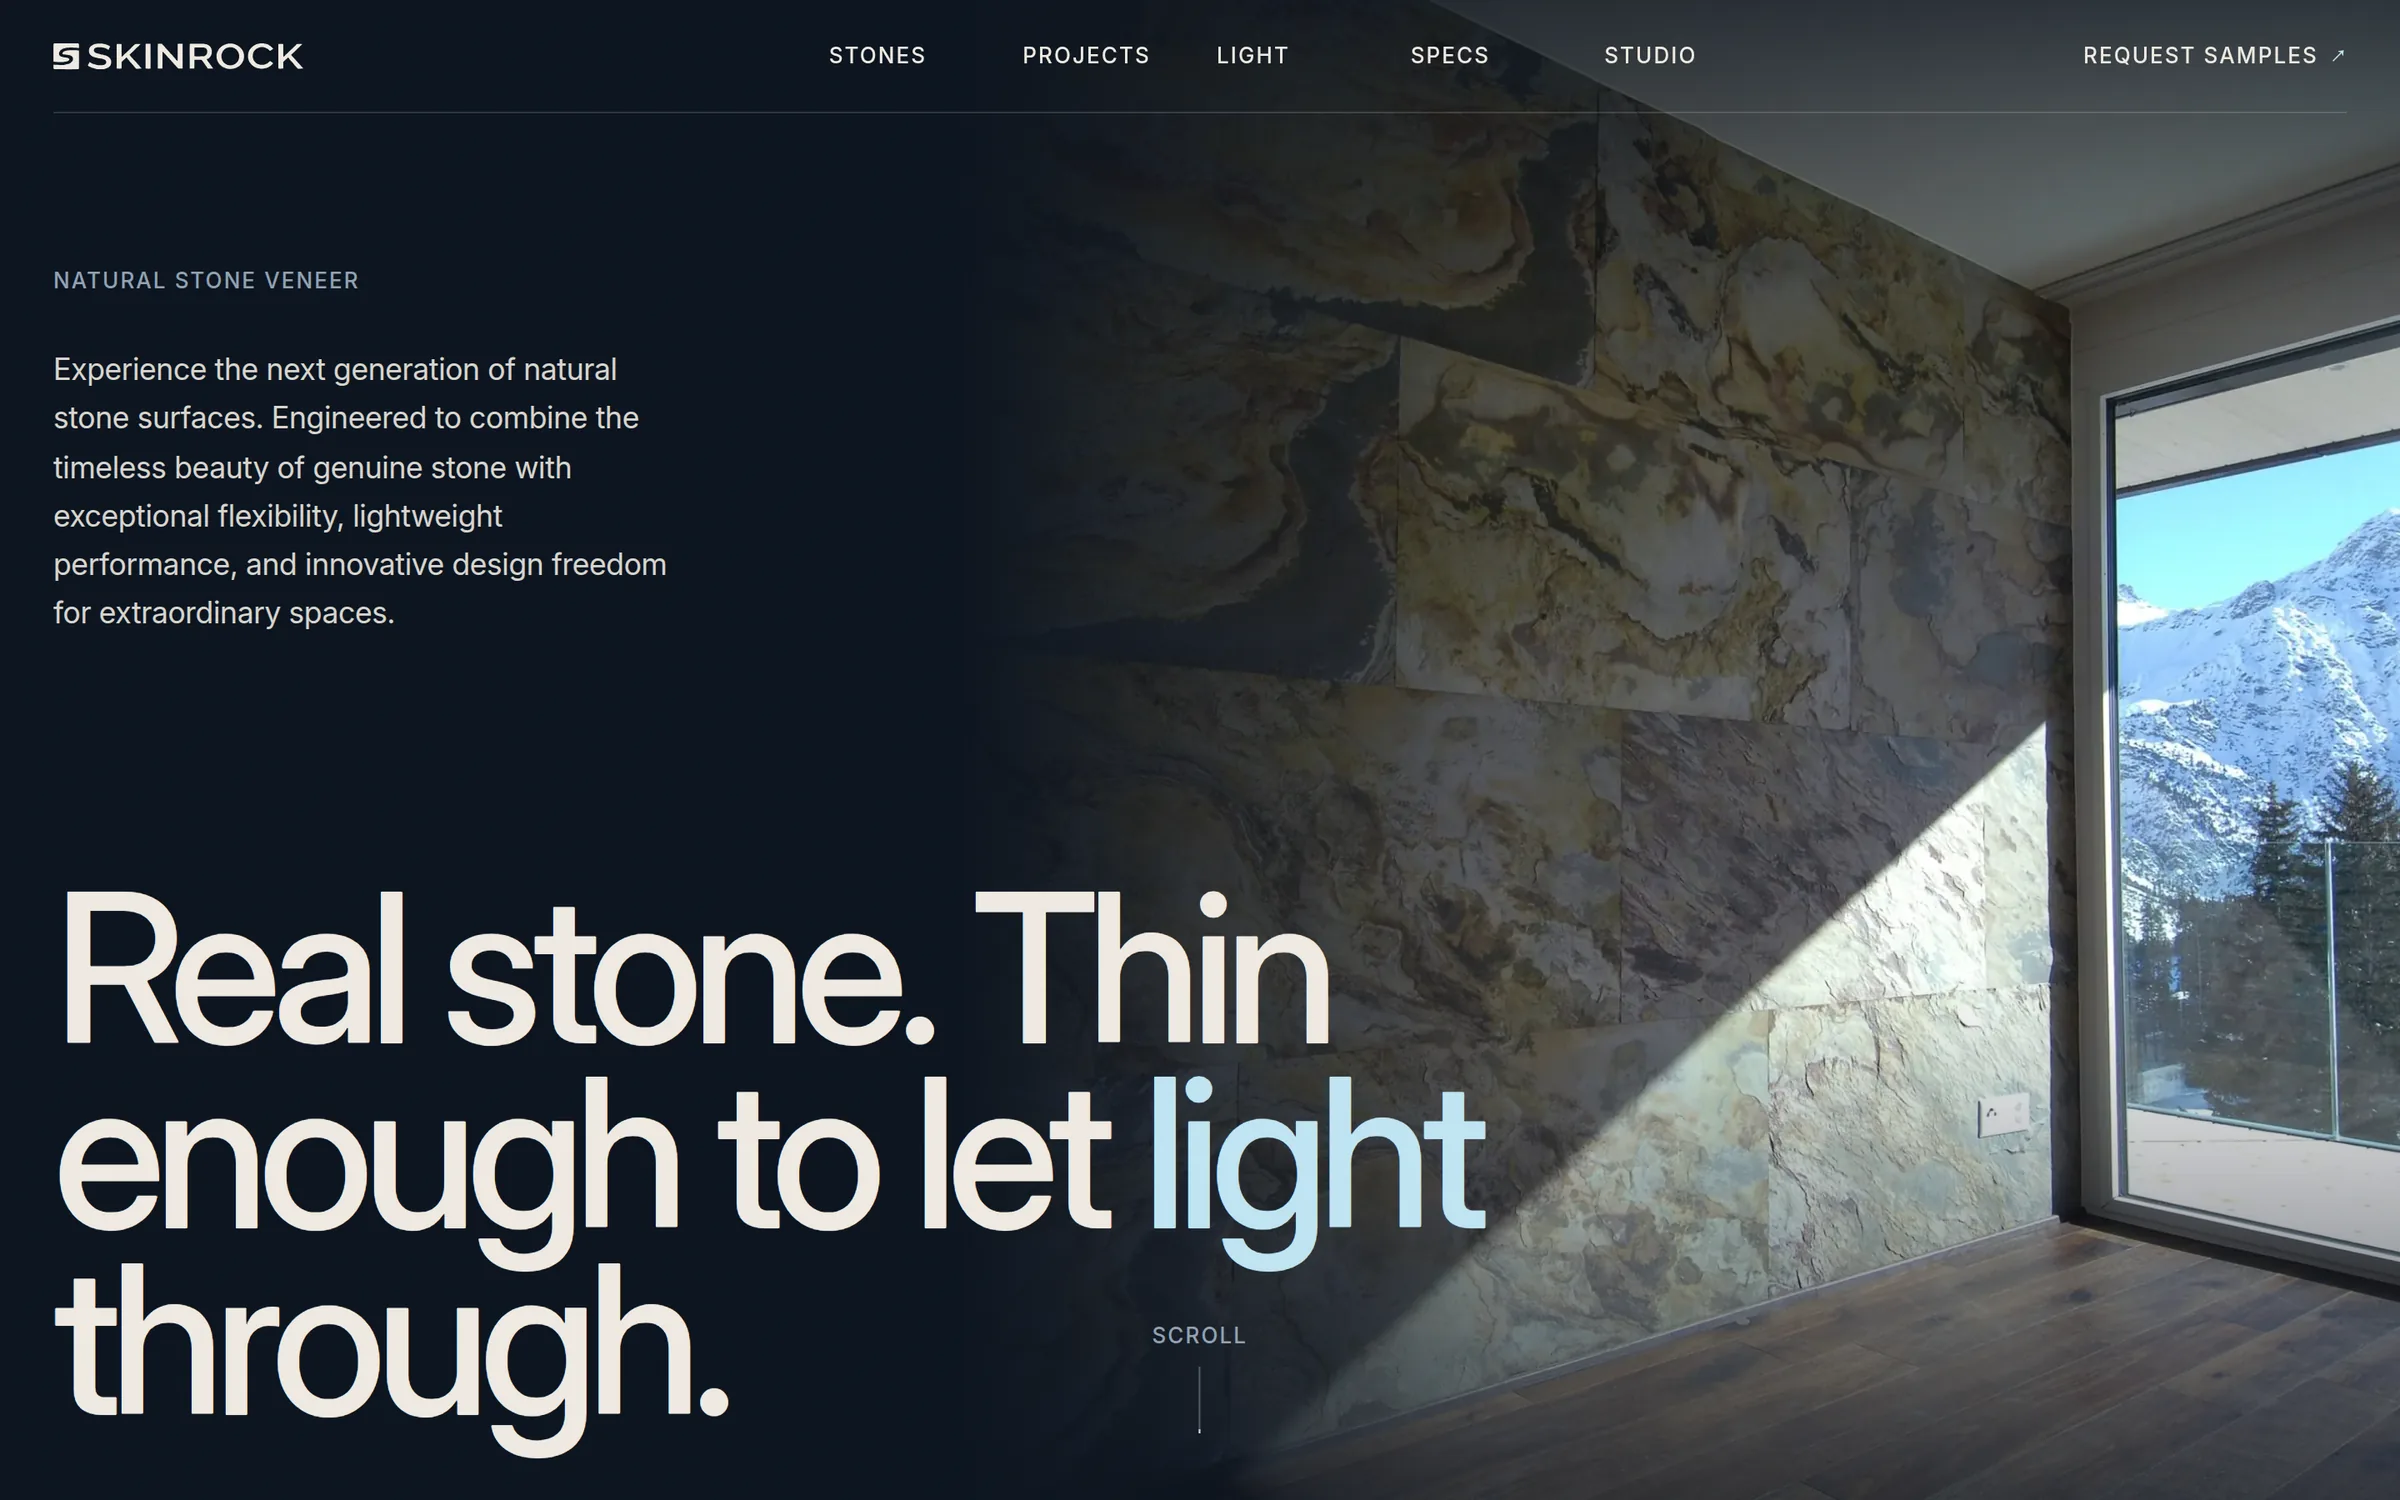 SKINROCK
STONES
PROJECTS
LIGHT
SPECS
STUDIO
REQUEST SAMPLES ↗
NATURAL STONE VENEER
Experience the next generation of natural
stone surfaces. Engineered to combine the
timeless beauty of genuine stone with
exceptional flexibility, lightweight
performance, and innovative design freedom
for extraordinary spaces.
Real stone. Thin
enough to let light
through.
SCROLL